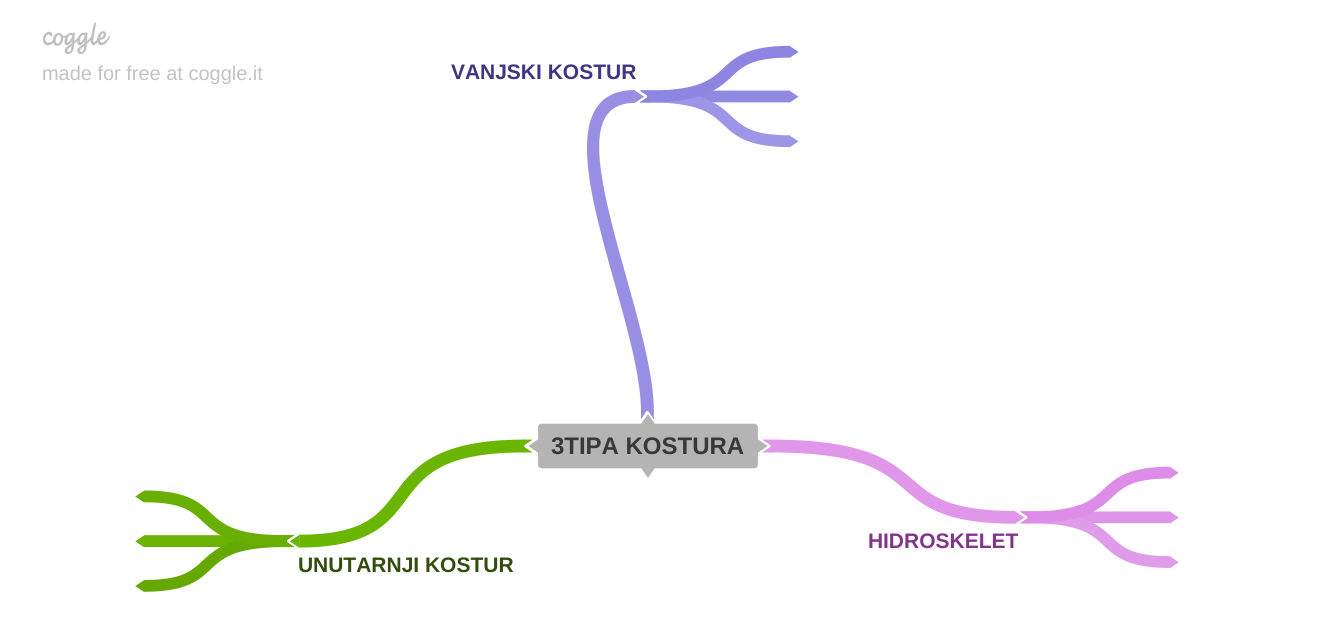 coggle
made for free at coggle.it
VANJSKI KOSTUR
3TIPA KOSTURA
HIDROSKELET
UNUTARNJI KOSTUR